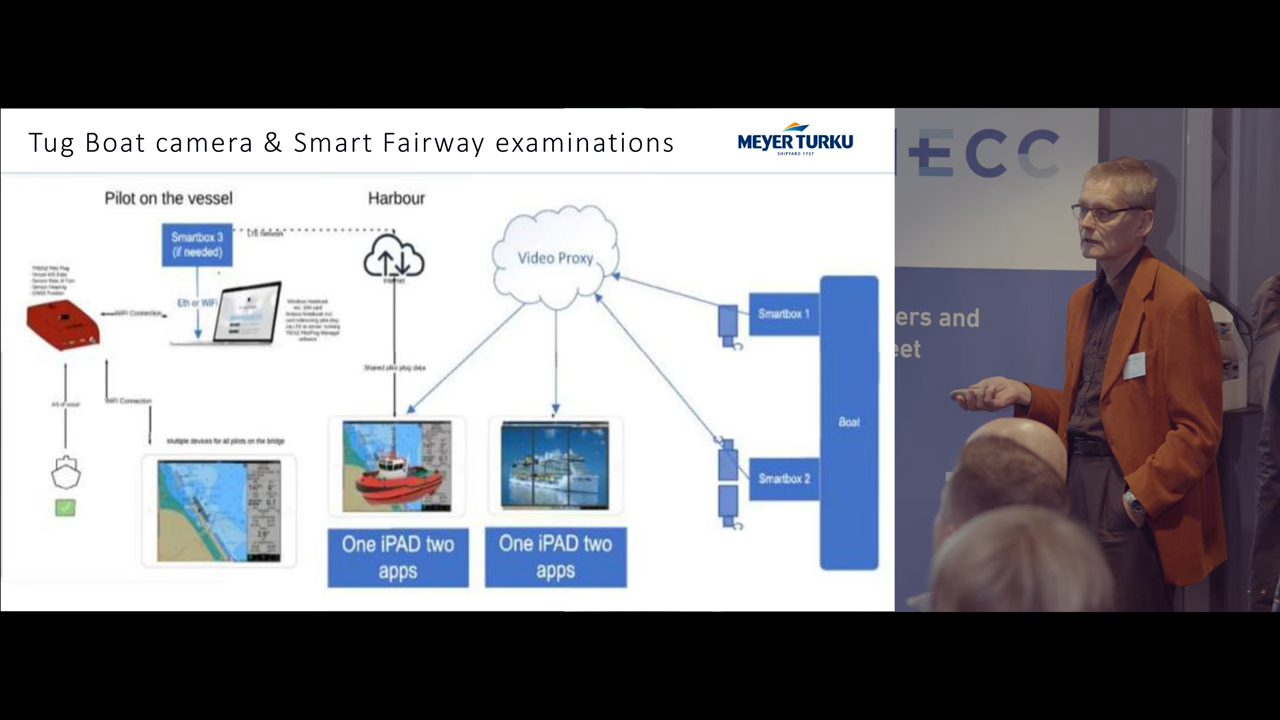 Tug Boat camera & Smart Fairway examinations
MEYER TURKU
SHIPYARD 1737
Pilot on the vessel
Harbour
Smartbox 3
(if needed)
LTE Network
Internet
Eth or WiFi
WiFi Connection
Shared pilot plug data
WiFi Connection
Multiple devices for all pilots on the bridge
Video Proxy
Smartbox 1
Smartbox 2
Boat
One iPAD two
apps
One iPAD two
apps
ECC
ers and
eet